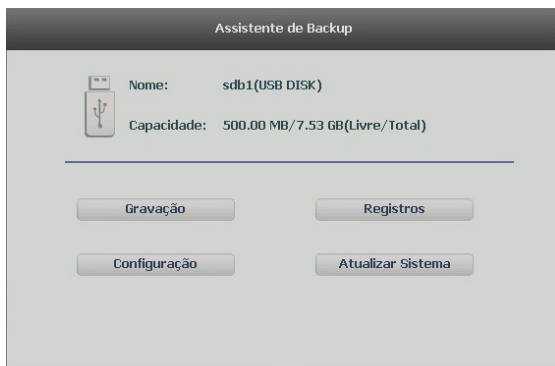 Assistente de Backup
Nome: sdb1(USB DISK)
Capacidade: 500.00 MB/7.53 GB(Livre/Total)
Gravação Registros
Configuração Atualizar Sistema